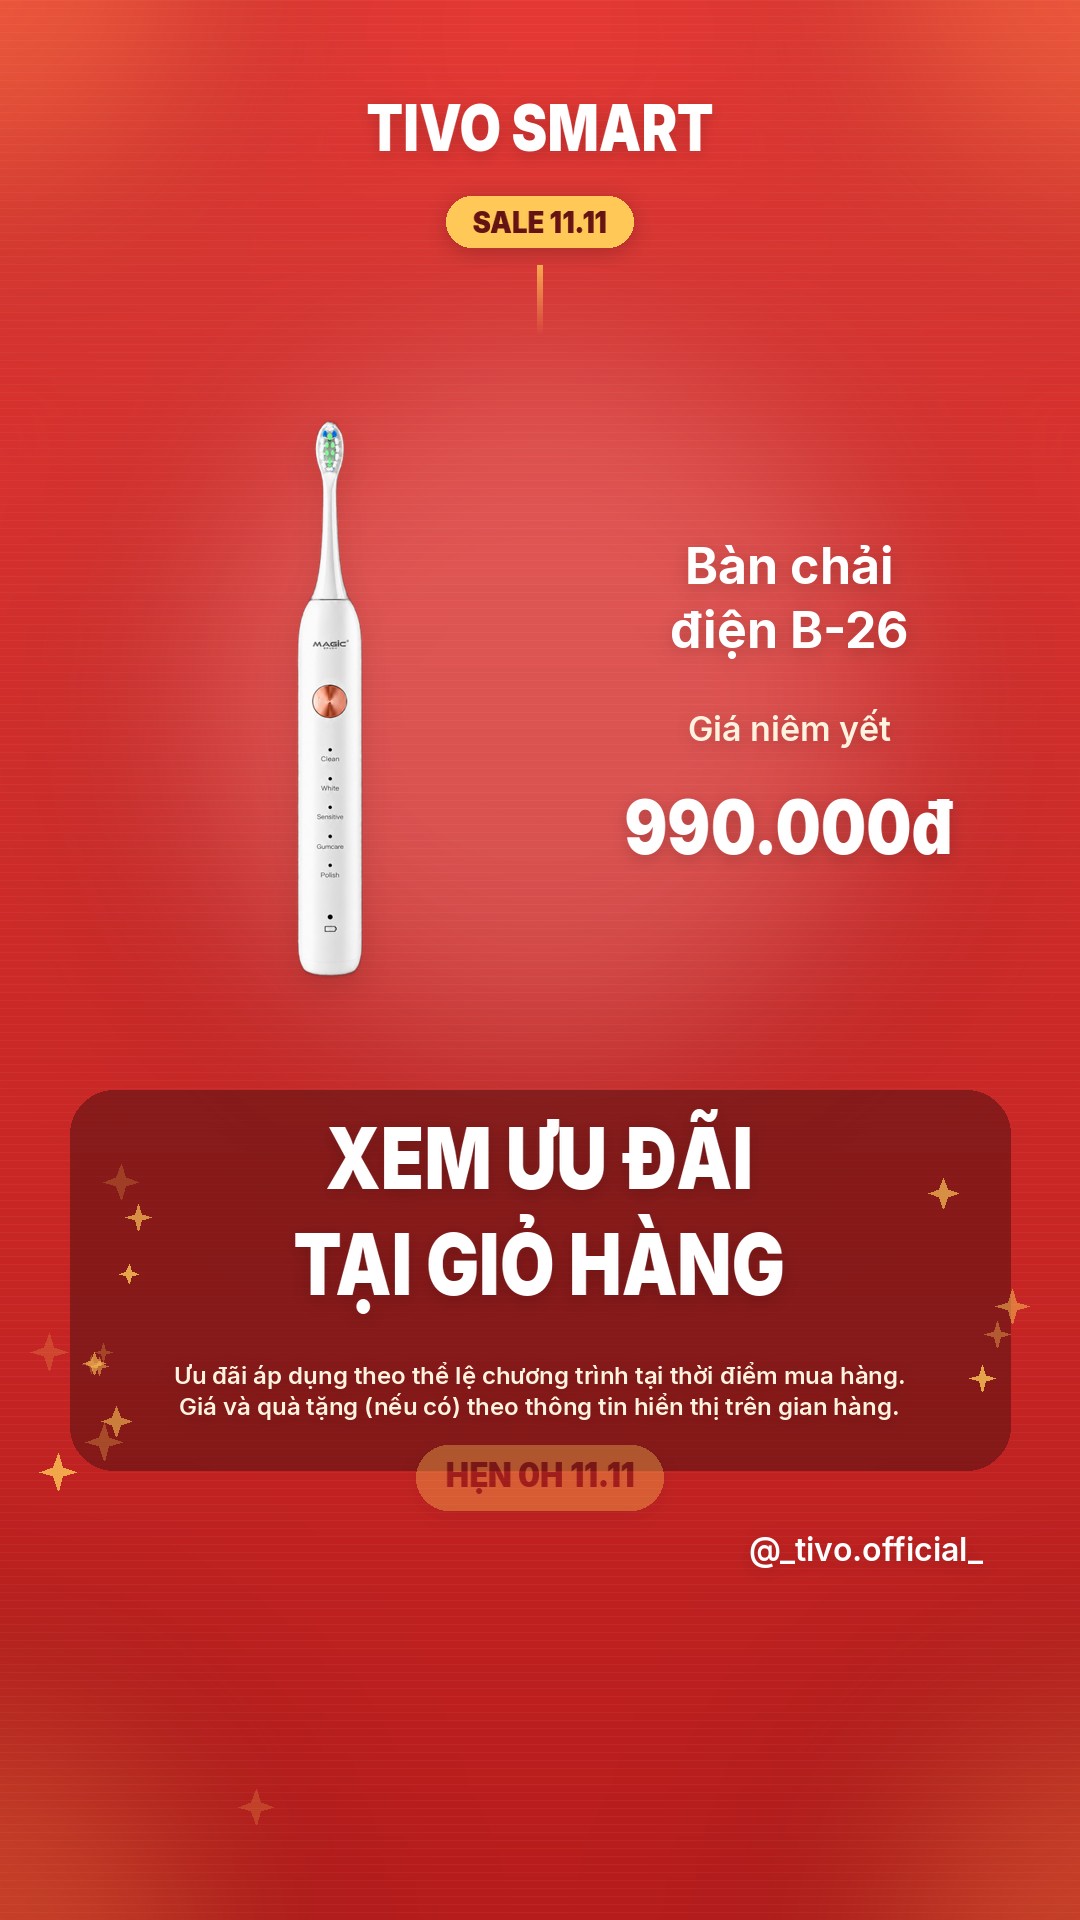 TIVO SMART
SALE 11.11
Bàn chải
điện B-26
Giá niêm yết
990.000đ
MAGIC
Clean
White
Sensitive
Gumcare
Polish
XEM ƯU ĐÃI
TẠI GIỎ HÀNG
Ưu đãi áp dụng theo thể lệ chương trình tại thời điểm mua hàng.
Giá và quà tặng (nếu có) theo thông tin hiển thị trên gian hàng.
HẸN 0H 11.11
@_tivo.official_